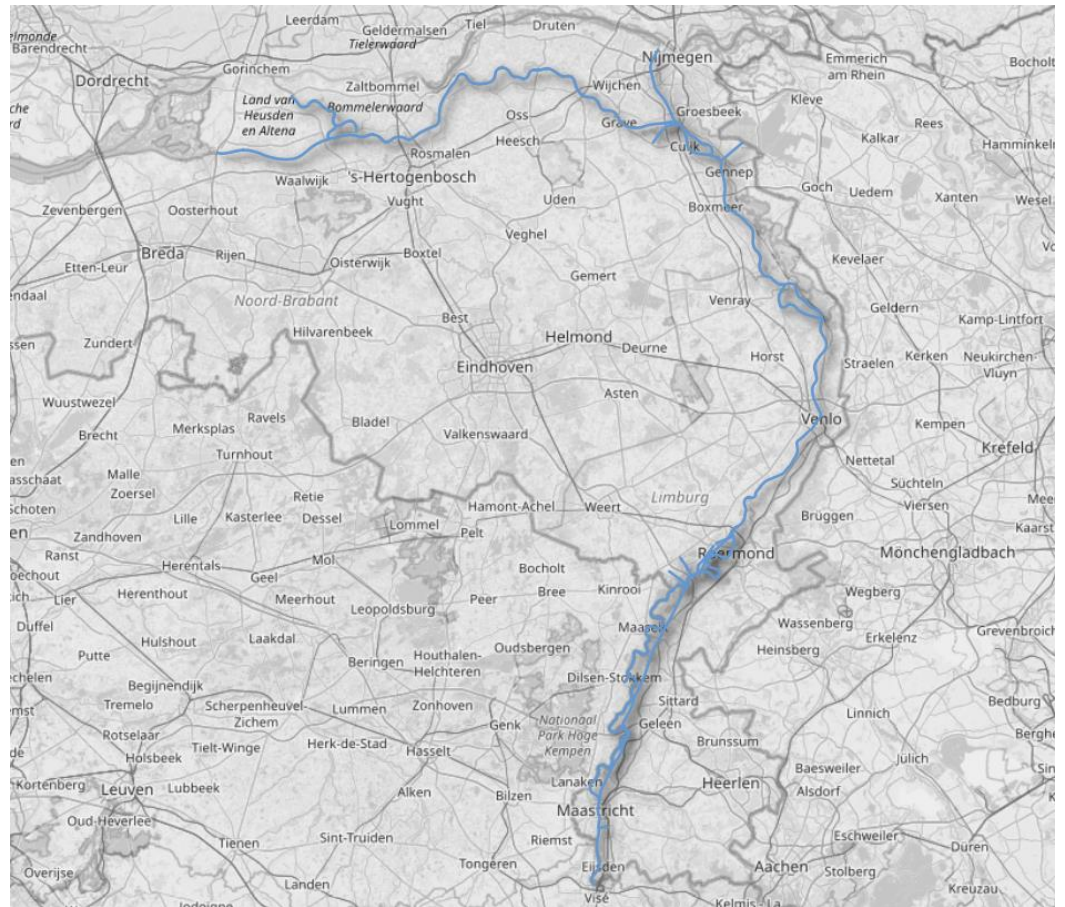 Leerdam
Tiel
Druten
Geldermalsen
Tielerwaard
Nijmegen
Emmerich
am Rhein
Bocholt
Barendrecht
Dordrecht
Gorinchem
Zaltbommel
Wijchen
Kleve
Land van
Heusden
en Altena
Bommelerwaard
Oss
Grave
Groesbeek
Rees
Kalkar
Heesch
Cuijk
Rosmalen
Gennep
Waalwijk
's-Hertogenbosch
Goch
Uedem
Xanten
Wesel
Zevenbergen
Oosterhout
Vught
Uden
Boxmeer
Veghel
Breda
Rijen
Boxtel
Oisterwijk
Kevelaer
Etten-Leur
Gemert
Noord-Brabant
Venray
Geldern
Kamp-Lintfort
Best
Hilvarenbeek
Zundert
Helmond
Deurne
Horst
Straelen
Kerken
Neukirchen-
Vluyn
Eindhoven
Asten
Wuustwezel
Ravels
Bladel
Merksplas
Venlo
Kempen
Brecht
Valkenswaard
Krefeld
Turnhout
Nettetal
Malle
Zoersel
Süchteln
Retie
Limburg
Viersen
Lille
Kasterlee
Dessel
Hamont-Achel
Weert
Brüggen
Lommel
Pelt
Zandhoven
Ranst
Roermond
Mönchengladbach
Herentals
Mol
Bocholt
Geel
Bree
Kinrooi
Lier
Herenthout
Meerhout
Leopoldsburg
Peer
Wegberg
Duffel
Maaseik
Wassenberg
Erkelenz
Grevenbroich
Hulshout
Laakdal
Oudsbergen
Heinsberg
Putte
Beringen
Houthalen-
Helchteren
Dilsen-Stokkem
Begijnendijk
Tremelo
Scherpenheuvel-
Zichem
Lummen
Zonhoven
Sittard
Bedburg
Linnich
Rotselaar
Tielt-Winge
Herk-de-Stad
Genk
Nationaal
Park Hoge
Kempen
Geleen
Brunssum
Holsbeek
Hasselt
Jülich
Kortenberg
Leuven
Lubbeek
Lanaken
Heerlen
Baesweiler
Alsdorf
Alken
Bilzen
Maastricht
Oud-Heverlee
Tienen
Sint-Truiden
Riemst
Eschweiler
Düren
Overijse
Tongeren
Eijsden
Aachen
Stolberg
Landen
Visé
Kreuzau
Kelmis - La